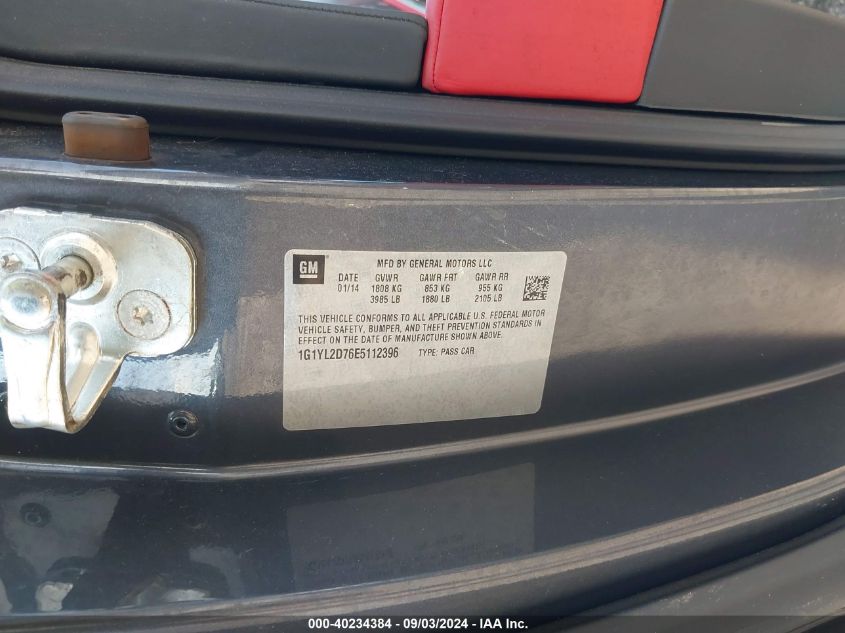 GM
MFD BY GENERAL MOTORS LLC
DATE GVWR GAWR FRT GAWR RR
01/14 1808 KG 853 KG 955 KG
3985 LB 1880 LB 2105 LB
THIS VEHICLE CONFORMS TO ALL APPLICABLE U.S. FEDERAL MOTOR
VEHICLE SAFETY, BUMPER, AND THEFT PREVENTION STANDARDS IN
EFFECT ON THE DATE OF MANUFACTURE SHOWN ABOVE.
1G1YL2D76E5112396 TYPE: PASS CAR
000-40234384 - 09/03/2024 - IAA Inc.